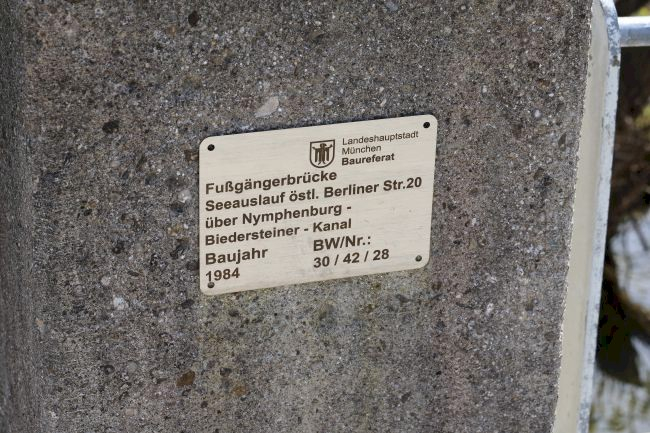 Landeshauptstadt
München
Baureferat
Fußgängerbrücke
Seeauslauf östl. Berliner Str.20
über Nymphenburg -
Biedersteiner - Kanal
Baujahr BW/Nr.:
1984 30 / 42 / 28